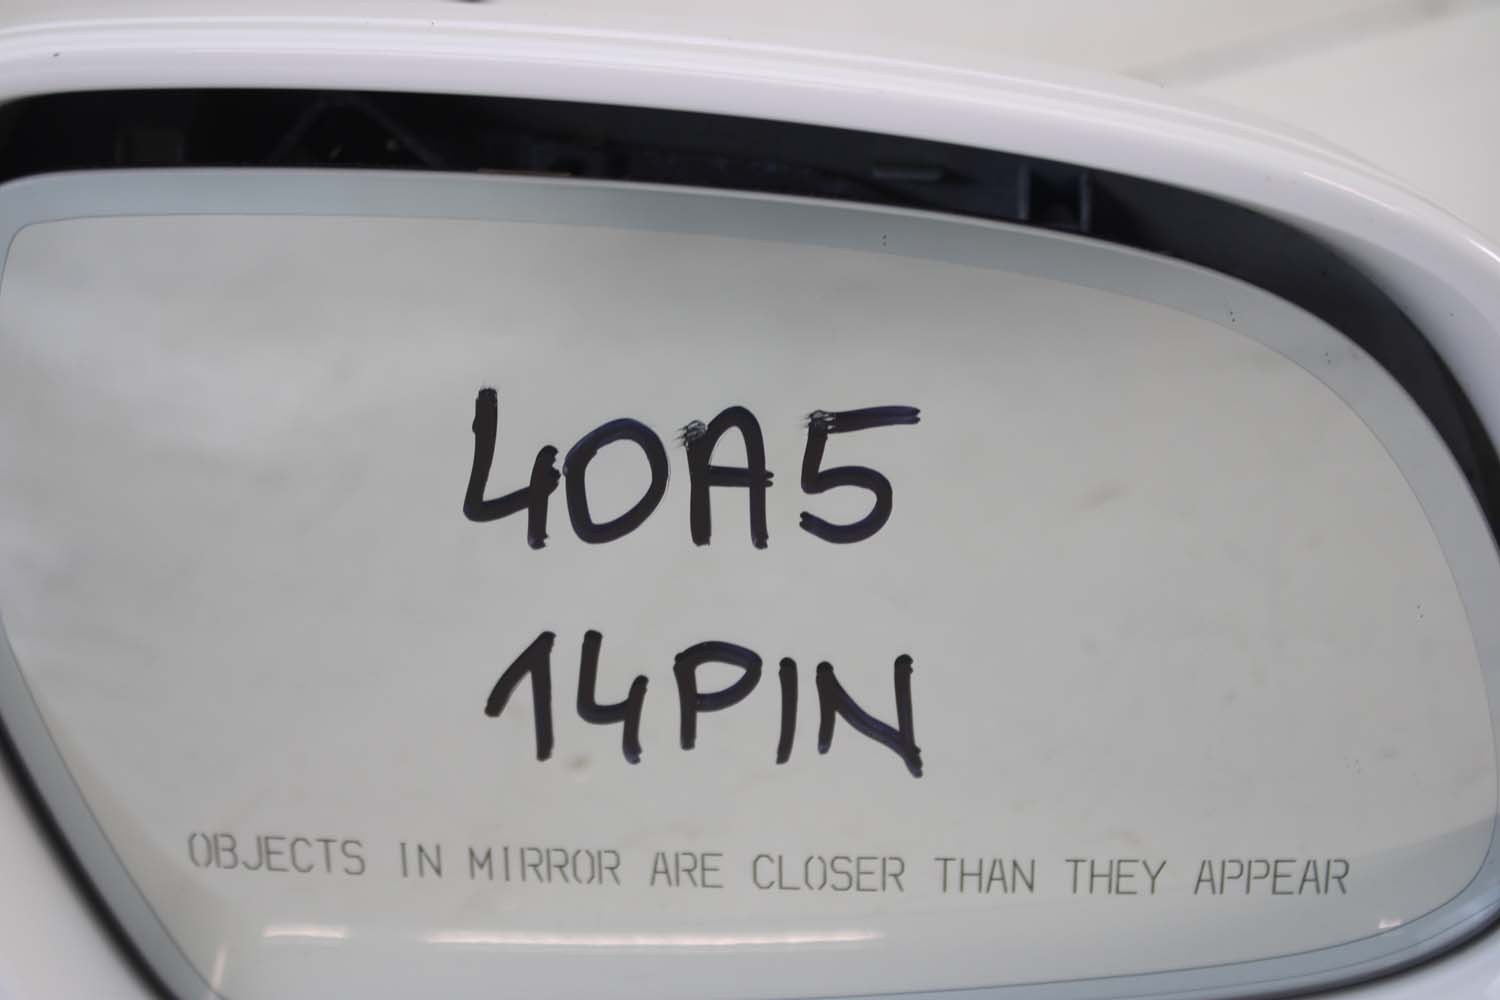 40A5
14PIN
OBJECTS IN MIRROR ARE CLOSER THAN THEY APPEAR